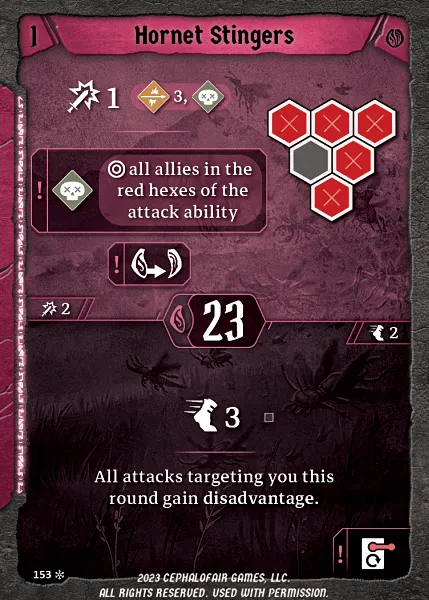 1
Hornet Stingers
1 3,
! all allies in the
red hexes of the
attack ability
!
2
23
2
3
All attacks targeting you this
round gain disadvantage.
!
153
2023 CEPHALOFAIR GAMES, LLC.
ALL RIGHTS RESERVED. USED WITH PERMISSION.